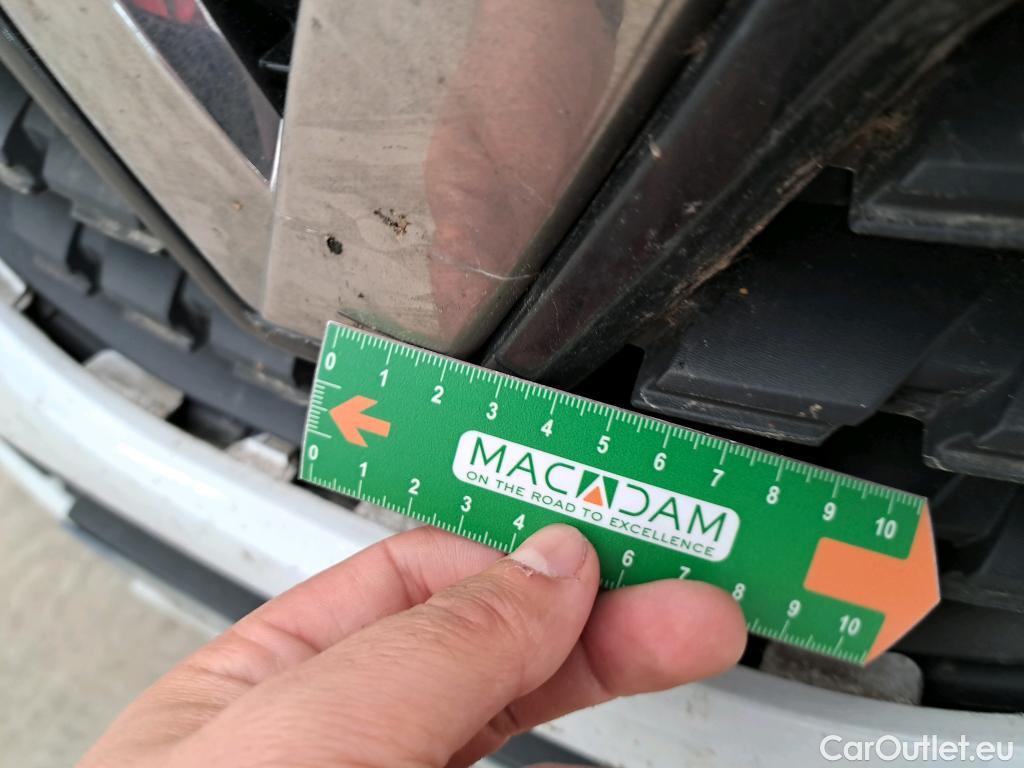 0 1 2 3 4 5 6 7 8 9 10
MACADAM
ON THE ROAD TO EXCELLENCE
0 1 2 3 4 6 7 8 9 10
CarOutlet.eu